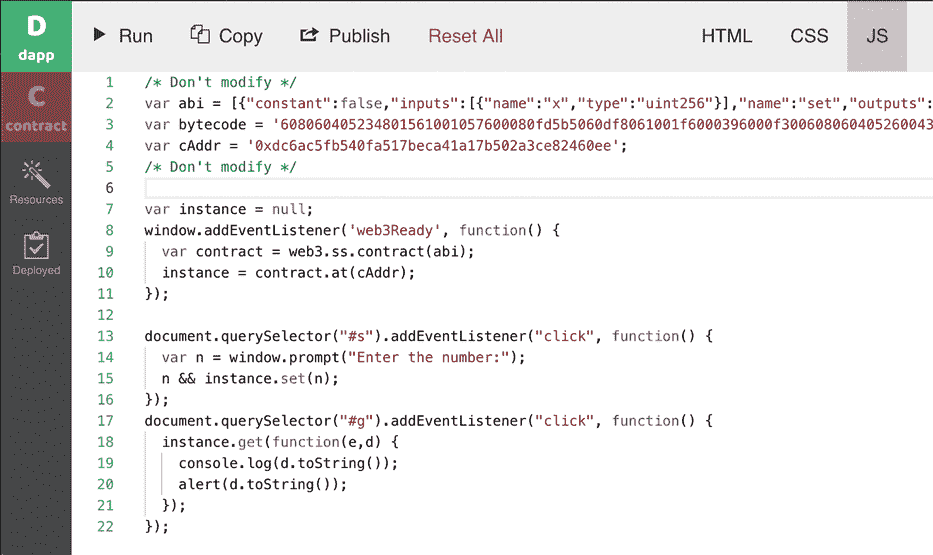 D
dapp
Run Copy Publish Reset All HTML CSS JS
C
contract
Resources
Deployed
1 /* Don't modify */
2 var abi = [{"constant":false,"inputs":[{"name":"x","type":"uint256"}],"name":"set","outputs":
3 var bytecode = '608060405234801561001057600080fd5b5060df8061001f6000396000f300608060405260043
4 var cAddr = '0xdc6ac5fb540fa517beca41a17b502a3ce82460ee';
5 /* Don't modify */
6
7 var instance = null;
8 window.addEventListener('web3Ready', function() {
9   var contract = web3.ss.contract(abi);
10   instance = contract.at(cAddr);
11 });
12
13 document.querySelector("#s").addEventListener("click", function() {
14   var n = window.prompt("Enter the number:");
15   n && instance.set(n);
16 });
17 document.querySelector("#g").addEventListener("click", function() {
18   instance.get(function(e,d) {
19     console.log(d.toString());
20     alert(d.toString());
21   });
22 });